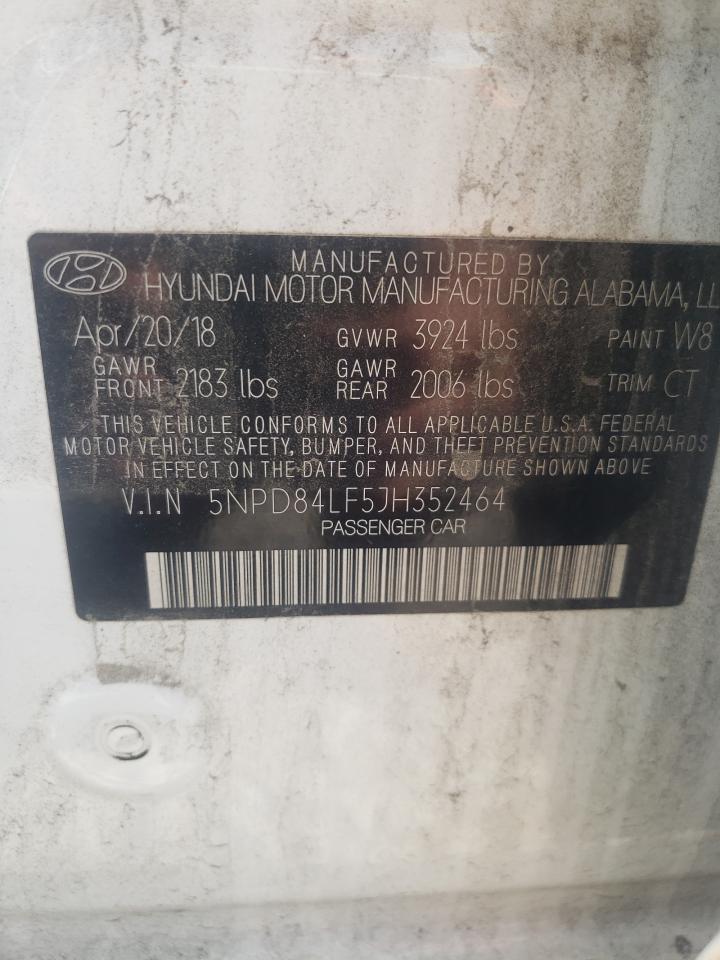 MANUFACTURED BY
HYUNDAI MOTOR MANUFACTURING ALABAMA, LL
Apr/20/18 GVWR 3924 lbs PAINT W8
GAWR FRONT 2183 lbs GAWR REAR 2006 lbs TRIM CT
THIS VEHICLE CONFORMS TO ALL APPLICABLE U.S.A. FEDERAL
MOTOR VEHICLE SAFETY, BUMPER, AND THEFT PREVENTION STANDARDS
IN EFFECT ON THE DATE OF MANUFACTURE SHOWN ABOVE
V.I.N 5NPD84LF5JH352464
PASSENGER CAR